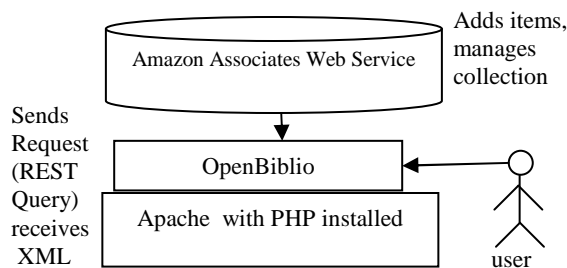 Amazon Associates Web Service
Adds items,
manages
collection
Sends
Request
(REST
Query)
receives
XML
OpenBiblio
Apache with PHP installed
user